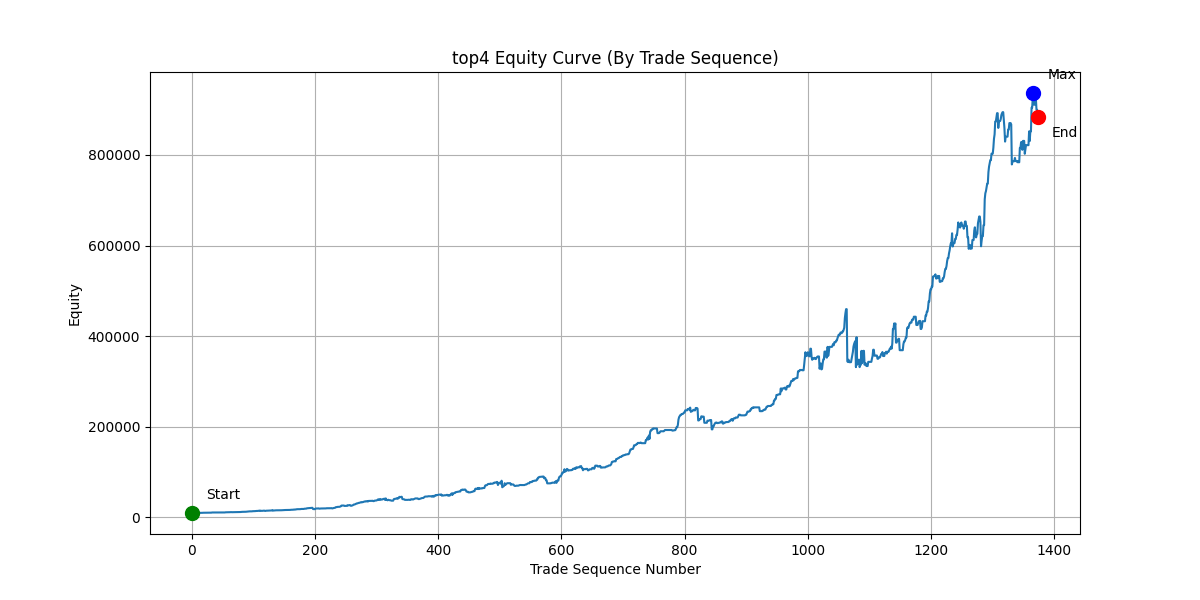 top4 Equity Curve (By Trade Sequence)
Max
End
800000
600000
Equity
400000
200000
Start
0
0 200 400 600 800 1000 1200 1400
Trade Sequence Number